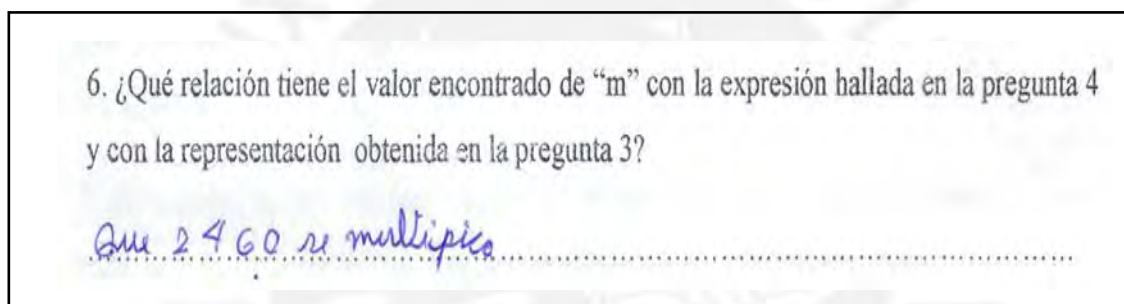 6. ¿Qué relación tiene el valor encontrado de “m” con la expresión hallada en la pregunta 4
y con la representación obtenida en la pregunta 3?
Que 2460 se multipica